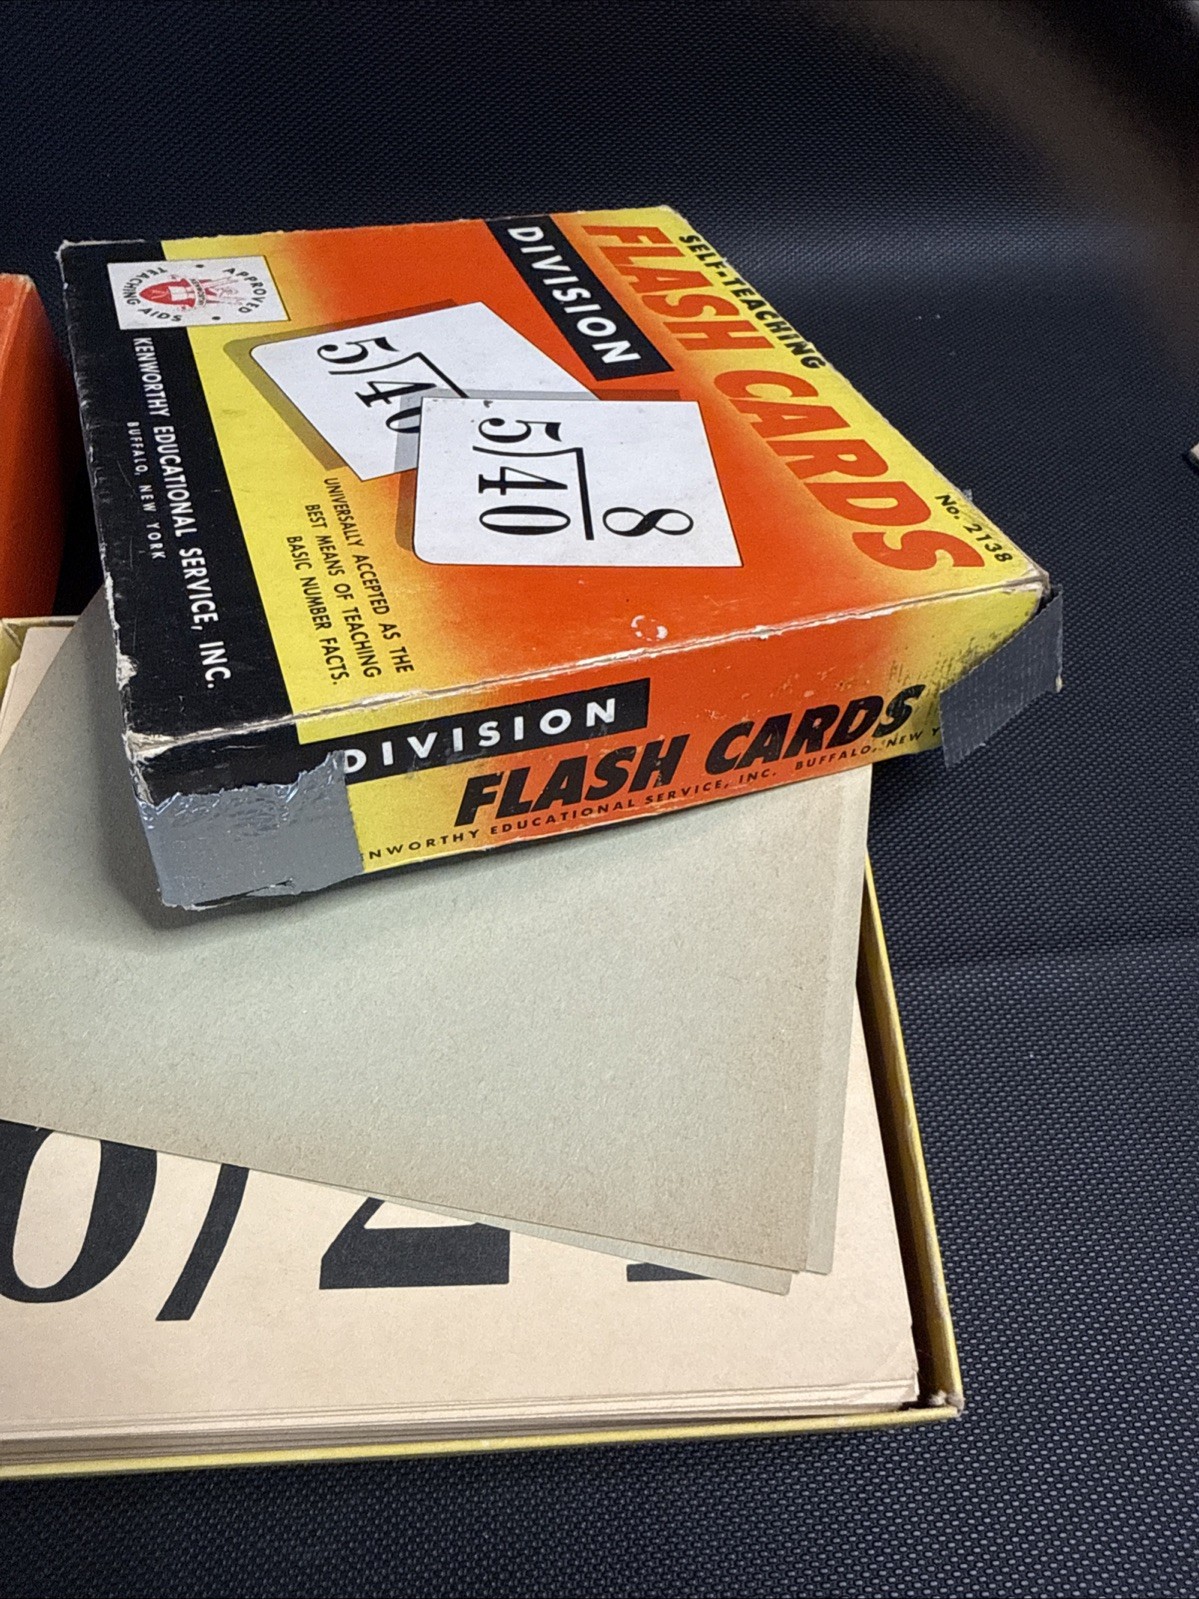 SELF-TEACHING
FLASH CARDS
No. 2138
DIVISION
5)40
8
5)40
UNIVERSALLY ACCEPTED AS THE
BEST MEANS OF TEACHING
BASIC NUMBER FACTS.
APPROVED
TEACHING AIDS
KENWORTHY EDUCATIONAL SERVICE, INC.
BUFFALO, NEW YORK
DIVISION
FLASH CARDS
NWORTHY EDUCATIONAL SERVICE, INC. BUFFALO, NEW Y